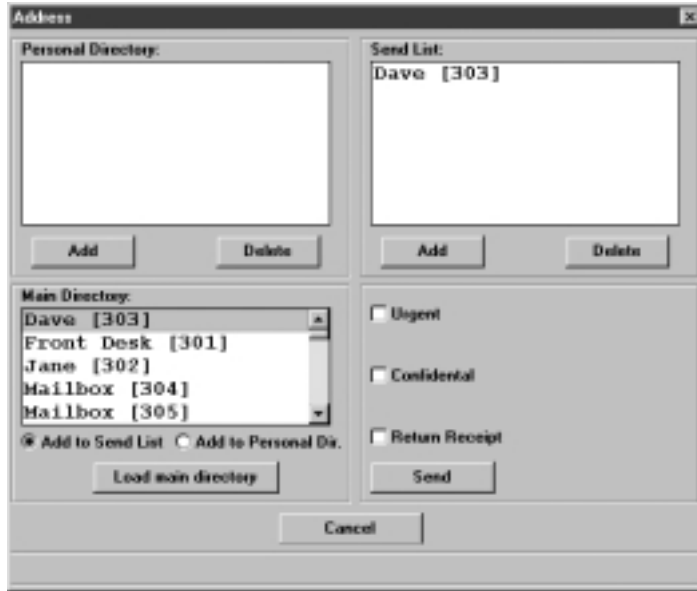 Address
Personal Directory:
Add
Delete
Send List:
Dave [303]
Add
Delete
Main Directory:
Dave [303]
Front Desk [301]
Jane [302]
Mailbox [304]
Mailbox [305]
Add to Send List
Add to Personal Dir.
Load main directory
Urgent
Confidental
Return Receipt
Send
Cancel